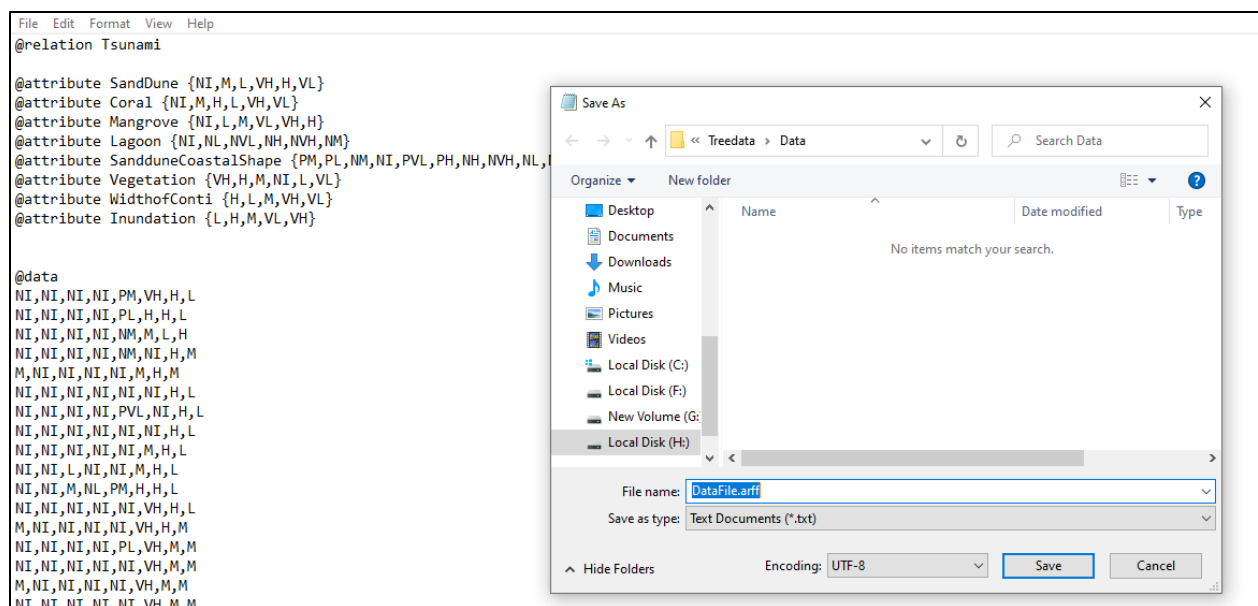 File Edit Format View Help
@relation Tsunami
@attribute SandDune {NI,M,L,VH,H,VL}
@attribute Coral {NI,M,H,L,VH,VL}
@attribute Mangrove {NI,L,M,VL,VH,H}
@attribute Lagoon {NI,NL,NVL,NH,NVH,NM}
@attribute SandduneCoastalShape {PM,PL,NM,NI,PVL,PH,NH,NVH,NL,
@attribute Vegetation {VH,H,M,NI,L,VL}
@attribute WidthofConti {H,L,M,VH,VL}
@attribute Inundation {L,H,M,VL,VH}
@data
NI,NI,NI,NI,PM,VH,H,L
NI,NI,NI,NI,PL,H,H,L
NI,NI,NI,NI,NM,M,L,H
NI,NI,NI,NI,NM,NI,H,M
M,NI,NI,NI,NI,M,H,M
NI,NI,NI,NI,NI,NI,H,L
NI,NI,NI,NI,PVL,NI,H,L
NI,NI,NI,NI,NI,NI,H,L
NI,NI,NI,NI,NI,M,H,L
NI,NI,L,NI,NI,M,H,L
NI,NI,M,NL,PM,H,H,L
NI,NI,NI,NI,NI,VH,H,L
M,NI,NI,NI,NI,VH,H,M
NI,NI,NI,NI,PL,VH,M,M
NI,NI,NI,NI,NI,VH,M,M
M,NI,NI,NI,NI,VH,M,M
NI,NI,NI,NI,NI,VH,M,M
Save As
« Treedata > Data
Search Data
Organize New folder
Name Date modified Type
No items match your search.
Desktop
Documents
Downloads
Music
Pictures
Videos
Local Disk (C:)
Local Disk (F:)
New Volume (G:
Local Disk (H:)
File name: DataFile.arff
Save as type: Text Documents (*.txt)
Hide Folders Encoding: UTF-8 Save Cancel